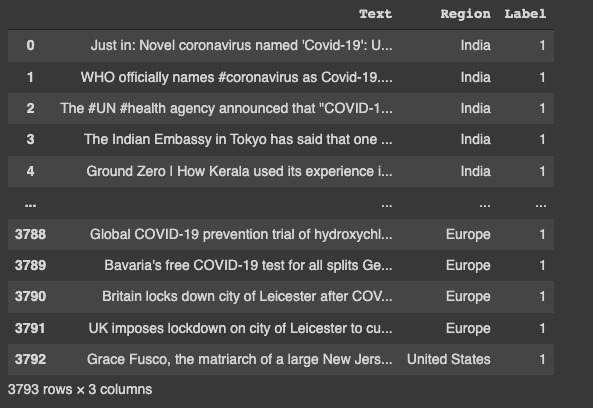 Text Region Label
0 Just in: Novel coronavirus named 'Covid-19': U... India 1
1 WHO officially names #coronavirus as Covid-19.... India 1
2 The #UN #health agency announced that "COVID-1... India 1
3 The Indian Embassy in Tokyo has said that one ... India 1
4 Ground Zero | How Kerala used its experience i... India 1
... ... ... ...
3788 Global COVID-19 prevention trial of hydroxychl... Europe 1
3789 Bavaria's free COVID-19 test for all splits Ge... Europe 1
3790 Britain locks down city of Leicester after COV... Europe 1
3791 UK imposes lockdown on city of Leicester to cu... Europe 1
3792 Grace Fusco, the matriarch of a large New Jers... United States 1
3793 rows × 3 columns